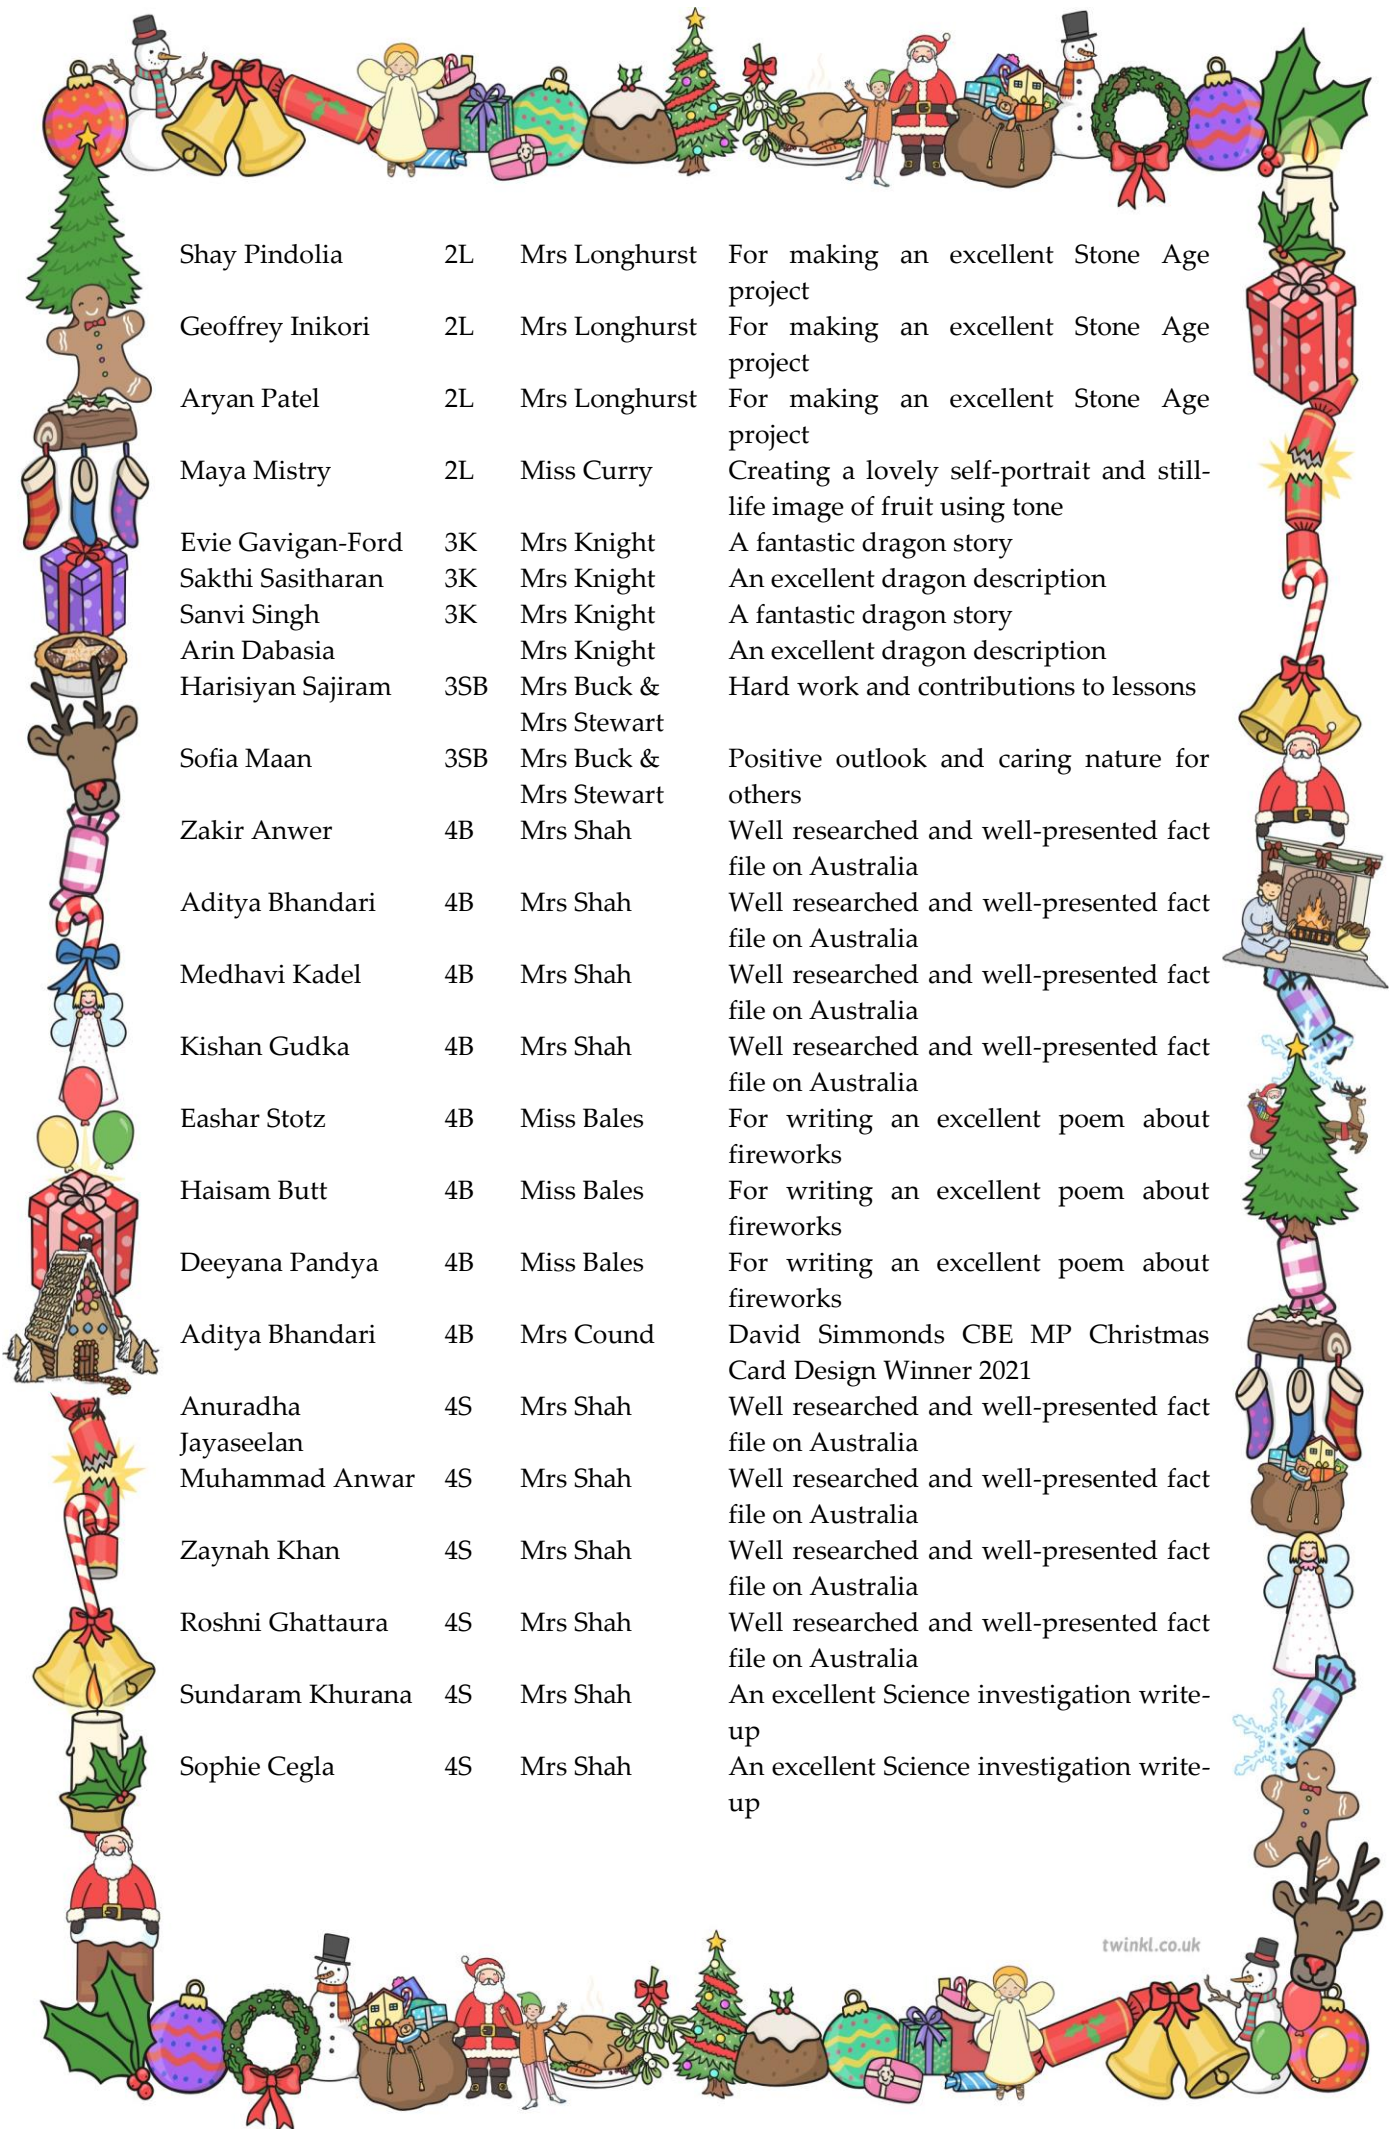 Shay Pindolia 2L Mrs Longhurst For making an excellent Stone Age
project
Geoffrey Inikori 2L Mrs Longhurst For making an excellent Stone Age
project
Aryan Patel 2L Mrs Longhurst For making an excellent Stone Age
project
Maya Mistry 2L Miss Curry Creating a lovely self-portrait and still-
life image of fruit using tone
Evie Gavigan-Ford 3K Mrs Knight A fantastic dragon story
Sakthi Sasitharan 3K Mrs Knight An excellent dragon description
Sanvi Singh 3K Mrs Knight A fantastic dragon story
Arin Dabasia Mrs Knight An excellent dragon description
Harisiyan Sajiram 3SB Mrs Buck & Hard work and contributions to lessons
Mrs Stewart
Sofia Maan 3SB Mrs Buck & Positive outlook and caring nature for
Mrs Stewart others
Zakir Anwer 4B Mrs Shah Well researched and well-presented fact
file on Australia
Aditya Bhandari 4B Mrs Shah Well researched and well-presented fact
file on Australia
Medhavi Kadel 4B Mrs Shah Well researched and well-presented fact
file on Australia
Kishan Gudka 4B Mrs Shah Well researched and well-presented fact
file on Australia
Eashar Stotz 4B Miss Bales For writing an excellent poem about
fireworks
Haisam Butt 4B Miss Bales For writing an excellent poem about
fireworks
Deeyana Pandya 4B Miss Bales For writing an excellent poem about
fireworks
Aditya Bhandari 4B Mrs Cound David Simmonds CBE MP Christmas
Card Design Winner 2021
Anuradha 4S Mrs Shah Well researched and well-presented fact
Jayaseelan file on Australia
Muhammad Anwar 4S Mrs Shah Well researched and well-presented fact
file on Australia
Zaynah Khan 4S Mrs Shah Well researched and well-presented fact
file on Australia
Roshni Ghattaura 4S Mrs Shah Well researched and well-presented fact
file on Australia
Sundaram Khurana 4S Mrs Shah An excellent Science investigation write-
up
Sophie Cegla 4S Mrs Shah An excellent Science investigation write-
up
twinkl.co.uk